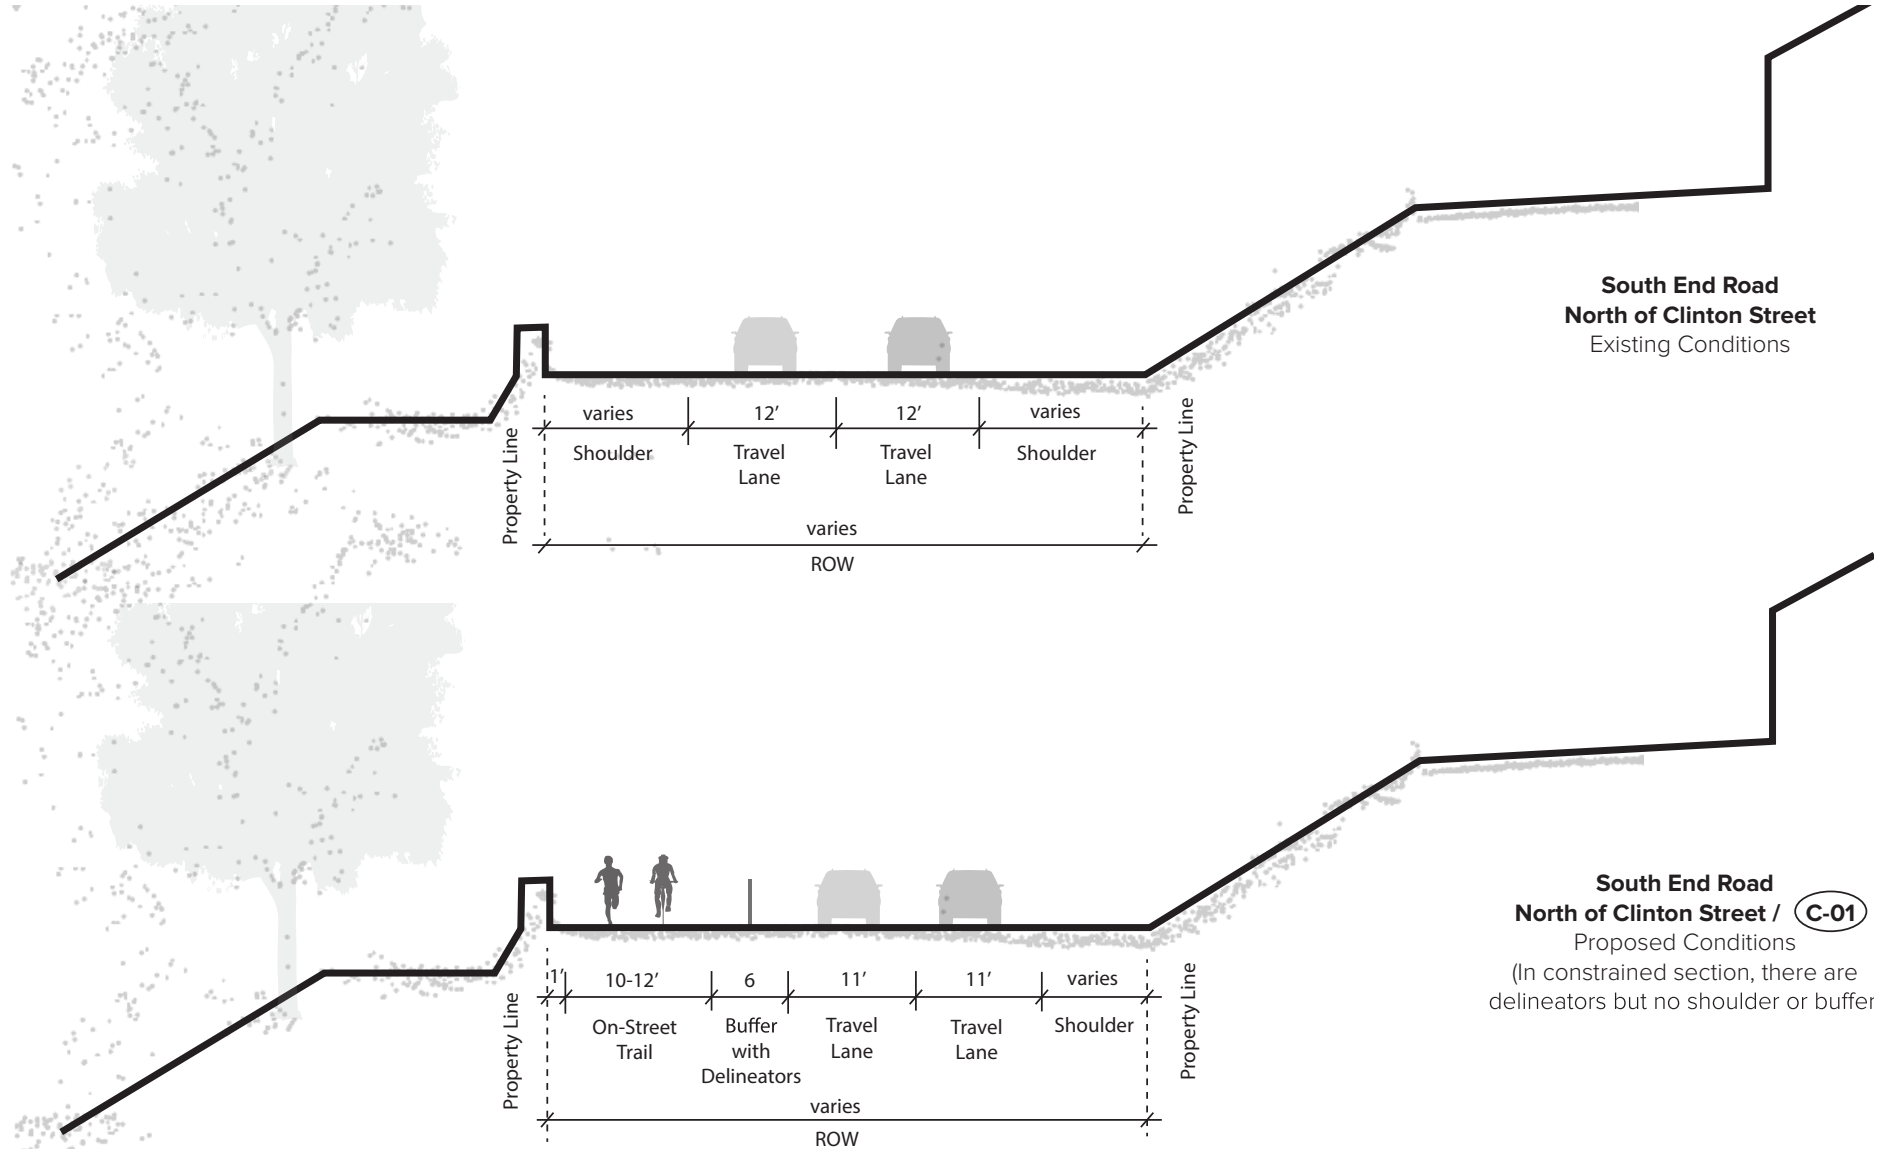 South End Road
North of Clinton Street
Existing Conditions
varies
12’
12’
varies
Shoulder
Travel
Lane
Travel
Lane
Shoulder
Property Line
Property Line
varies
ROW
South End Road
North of Clinton Street / C-01
Proposed Conditions
(In constrained section, there are
delineators but no shoulder or buffer
1’
10-12’
6
11’
11’
varies
On-Street
Trail
Buffer
with
Delineators
Travel
Lane
Travel
Lane
Shoulder
Property Line
Property Line
varies
ROW